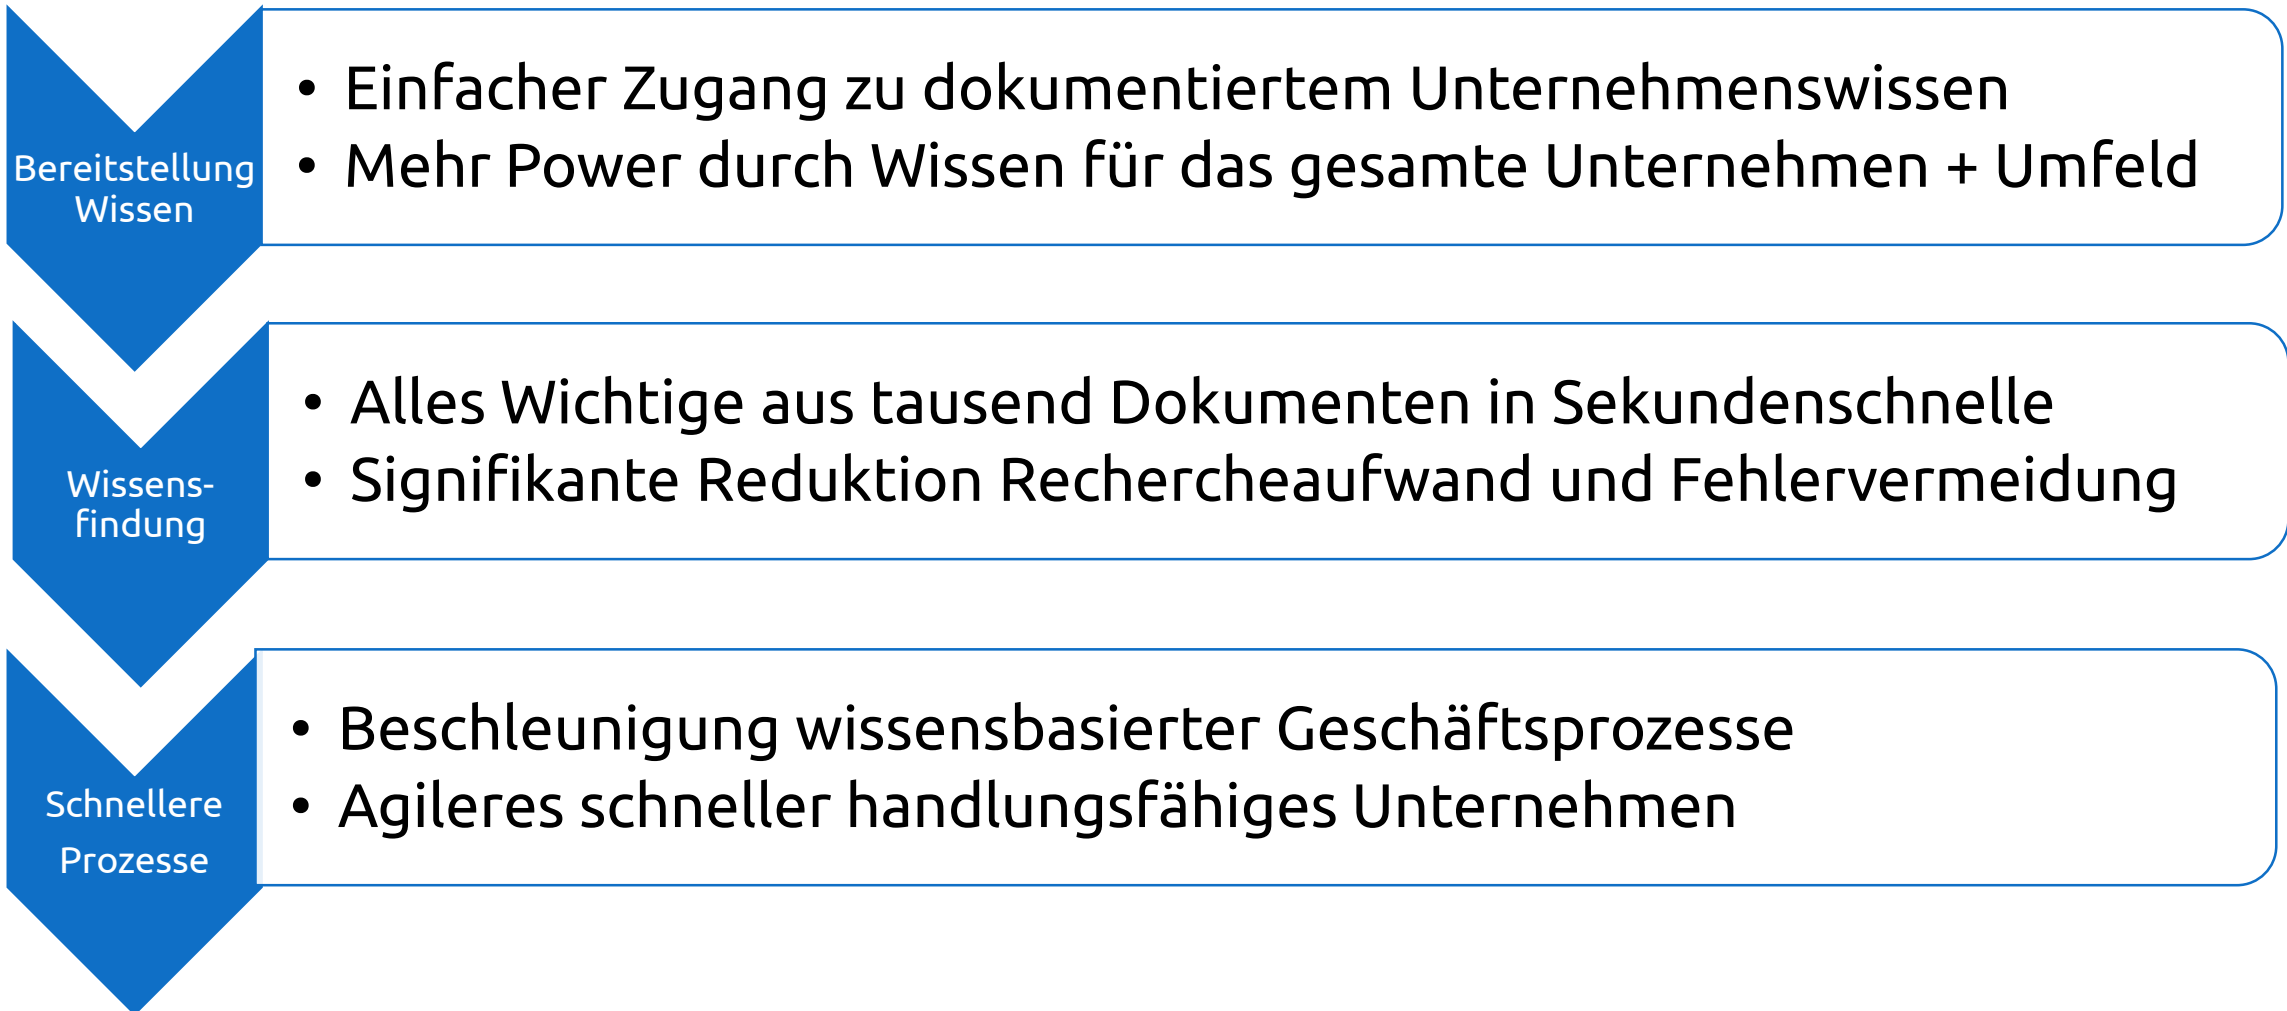 Bereitstellung
Wissen
• Einfacher Zugang zu dokumentiertem Unternehmenswissen
• Mehr Power durch Wissen für das gesamte Unternehmen + Umfeld
Wissens-
findung
• Alles Wichtige aus tausend Dokumenten in Sekundenschnelle
• Signifikante Reduktion Rechercheaufwand und Fehlervermeidung
Schnellere
Prozesse
• Beschleunigung wissensbasierter Geschäftsprozesse
• Agileres schneller handlungsfähiges Unternehmen